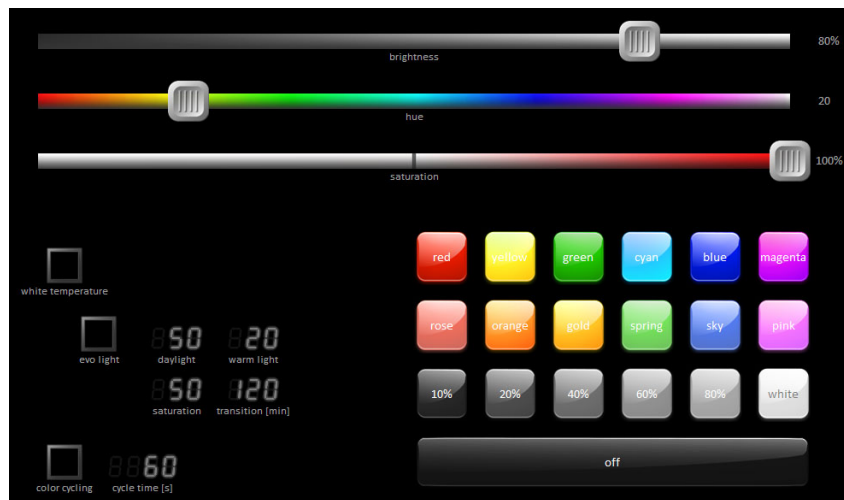 80%
brightness
20
hue
100%
saturation
red yellow green cyan blue magenta
white temperature
rose orange gold spring sky pink
50 20
evo light daylight warm light
50 120
saturation transition [min]
10% 20% 40% 60% 80% white
off
60
color cycling cycle time [s]